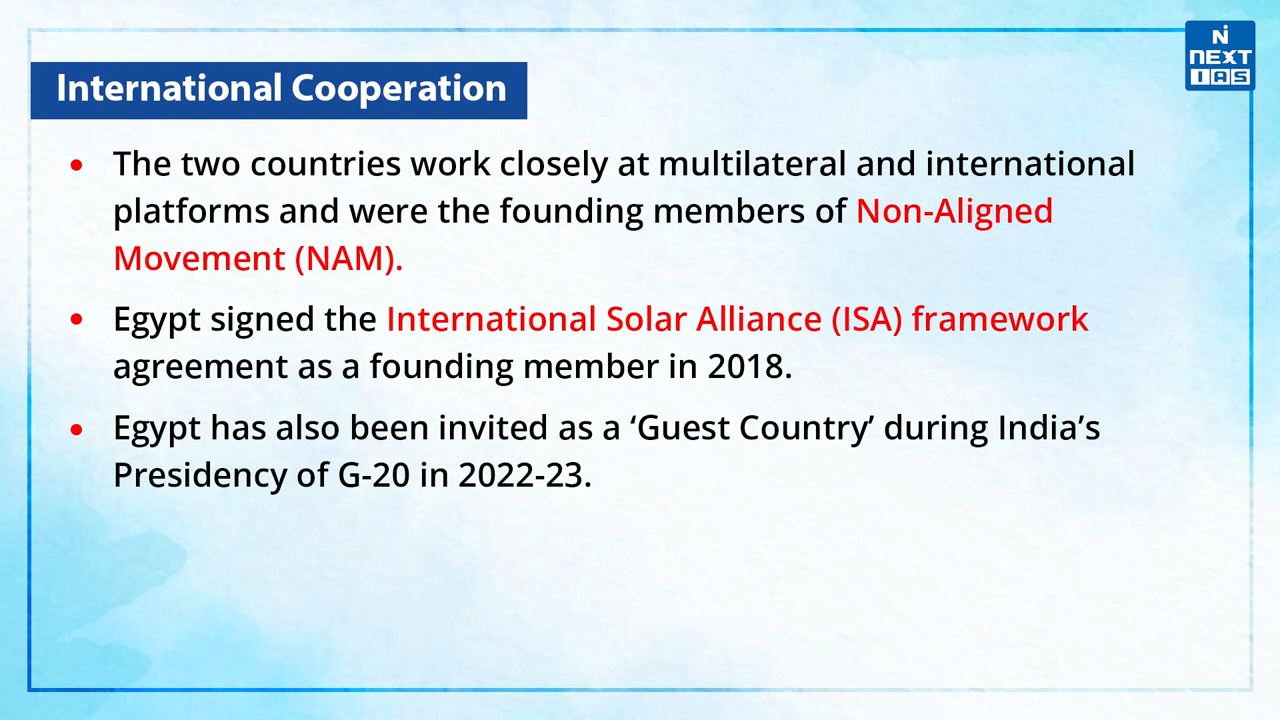 NEXT
IAS
International Cooperation
• The two countries work closely at multilateral and international
platforms and were the founding members of Non-Aligned
Movement (NAM).
• Egypt signed the International Solar Alliance (ISA) framework
agreement as a founding member in 2018.
• Egypt has also been invited as a ‘Guest Country’ during India’s
Presidency of G-20 in 2022-23.